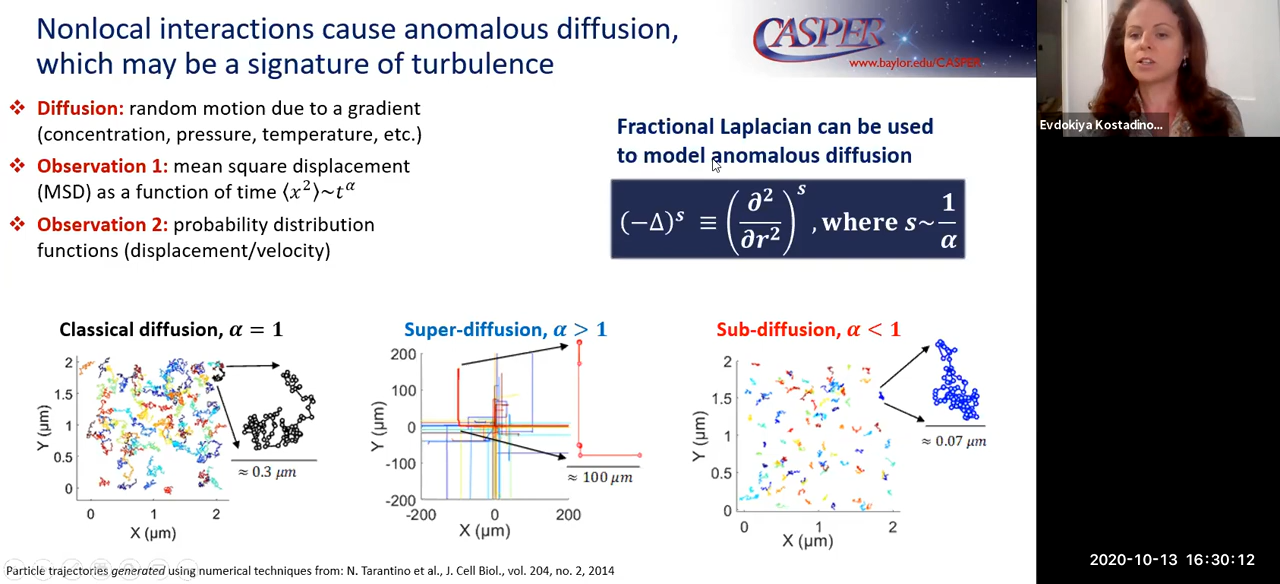 Nonlocal interactions cause anomalous diffusion,
which may be a signature of turbulence
CASPER
www.baylor.edu/CASPER
Evdokiya Kostadino...
❖ Diffusion: random motion due to a gradient
(concentration, pressure, temperature, etc.)
❖ Observation 1: mean square displacement
(MSD) as a function of time ⟨x²⟩~t^α
❖ Observation 2: probability distribution
functions (displacement/velocity)
Fractional Laplacian can be used
to model anomalous diffusion
(−Δ)^s ≡ (∂²/∂r²)^s, where s~1/α
Classical diffusion, α = 1
2
1.5
1
0.5
0
Y (μm)
0 1 2
X (μm)
≈ 0.3 μm
Super-diffusion, α > 1
200
100
0
-100
-200
Y (μm)
-200 0 200
X (μm)
≈ 100 μm
Sub-diffusion, α < 1
2
1.5
1
0.5
0
Y (μm)
0 1 2
X (μm)
≈ 0.07 μm
Particle trajectories generated using numerical techniques from: N. Tarantino et al., J. Cell Biol., vol. 204, no. 2, 2014
2020-10-13 16:30:12